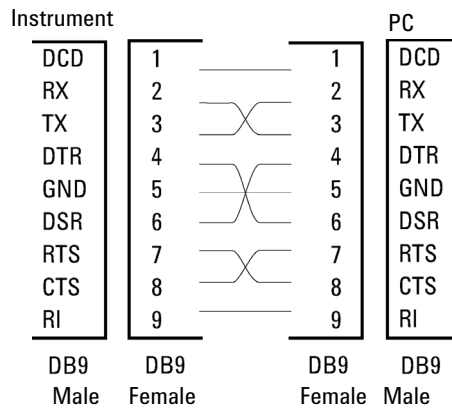 Instrument PC
DCD 1 1 DCD
RX 2 2 RX
TX 3 3 TX
DTR 4 4 DTR
GND 5 5 GND
DSR 6 6 DSR
RTS 7 7 RTS
CTS 8 8 CTS
RI 9 9 RI
DB9 DB9 DB9 DB9
Male Female Female Male